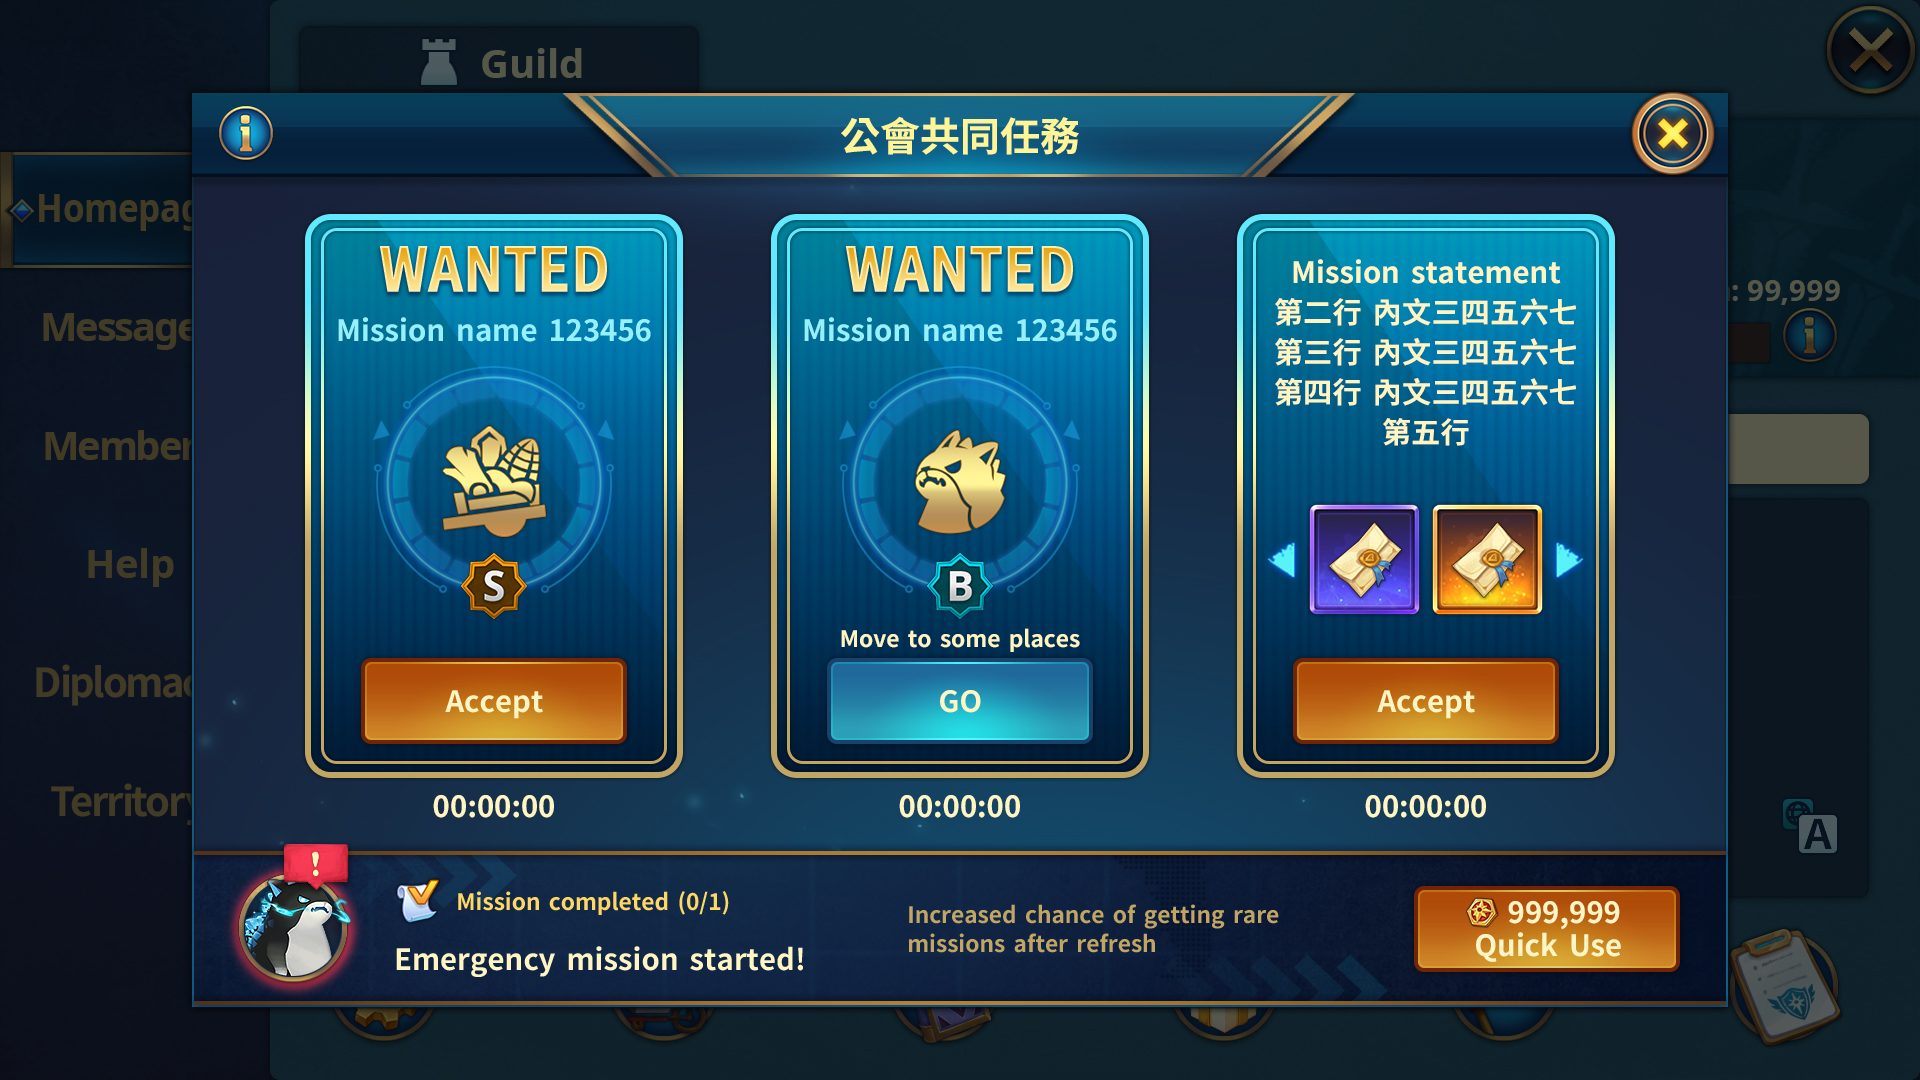 Guild
公會共同任務
Homepag
Message
Member
Help
Diplomac
Territory
WANTED
Mission name 123456
S
Accept
00:00:00
WANTED
Mission name 123456
B
Move to some places
GO
00:00:00
Mission statement
第二行 內文三四五六七
第三行 內文三四五六七
第四行 內文三四五六七
第五行
Accept
00:00:00
: 99,999
A
!
Mission completed (0/1)
Emergency mission started!
Increased chance of getting rare
missions after refresh
999,999
Quick Use